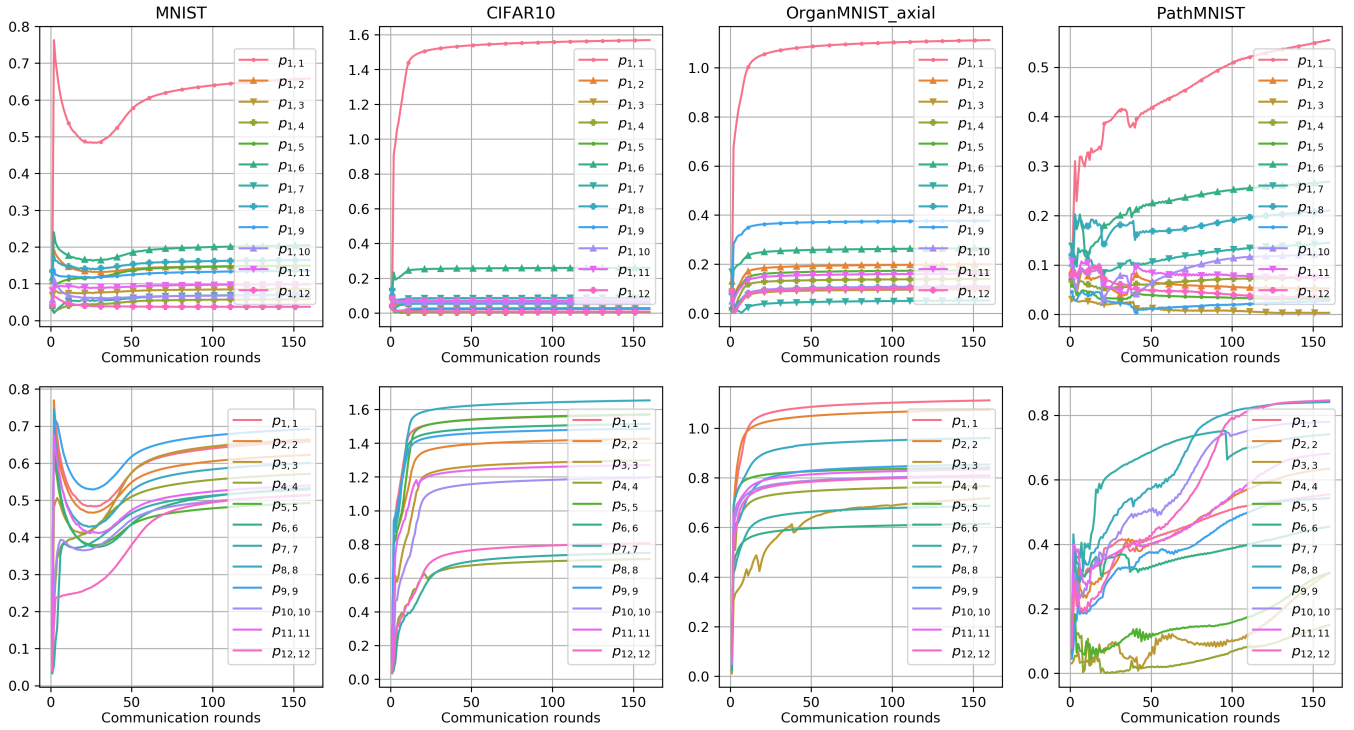 MNIST
0.8
0.7
0.6
0.5
0.4
0.3
0.2
0.1
0.0
0
50
100
150
Communication rounds
p1, 1
p1, 2
p1, 3
p1, 4
p1, 5
p1, 6
p1, 7
p1, 8
p1, 9
p1, 10
p1, 11
p1, 12
CIFAR10
1.6
1.4
1.2
1.0
0.8
0.6
0.4
0.2
0.0
0
50
100
150
Communication rounds
p1, 1
p1, 2
p1, 3
p1, 4
p1, 5
p1, 6
p1, 7
p1, 8
p1, 9
p1, 10
p1, 11
p1, 12
OrganMNIST_axial
1.0
0.8
0.6
0.4
0.2
0.0
0
50
100
150
Communication rounds
p1, 1
p1, 2
p1, 3
p1, 4
p1, 5
p1, 6
p1, 7
p1, 8
p1, 9
p1, 10
p1, 11
p1, 12
PathMNIST
0.5
0.4
0.3
0.2
0.1
0.0
0
50
100
150
Communication rounds
p1, 1
p1, 2
p1, 3
p1, 4
p1, 5
p1, 6
p1, 7
p1, 8
p1, 9
p1, 10
p1, 11
p1, 12
0.8
0.7
0.6
0.5
0.4
0.3
0.2
0.1
0.0
0
50
100
150
Communication rounds
p1, 1
p2, 2
p3, 3
p4, 4
p5, 5
p6, 6
p7, 7
p8, 8
p9, 9
p10, 10
p11, 11
p12, 12
1.6
1.4
1.2
1.0
0.8
0.6
0.4
0.2
0.0
0
50
100
150
Communication rounds
p1, 1
p2, 2
p3, 3
p4, 4
p5, 5
p6, 6
p7, 7
p8, 8
p9, 9
p10, 10
p11, 11
p12, 12
1.0
0.8
0.6
0.4
0.2
0.0
0
50
100
150
Communication rounds
p1, 1
p2, 2
p3, 3
p4, 4
p5, 5
p6, 6
p7, 7
p8, 8
p9, 9
p10, 10
p11, 11
p12, 12
0.8
0.6
0.4
0.2
0.0
0
50
100
150
Communication rounds
p1, 1
p2, 2
p3, 3
p4, 4
p5, 5
p6, 6
p7, 7
p8, 8
p9, 9
p10, 10
p11, 11
p12, 12